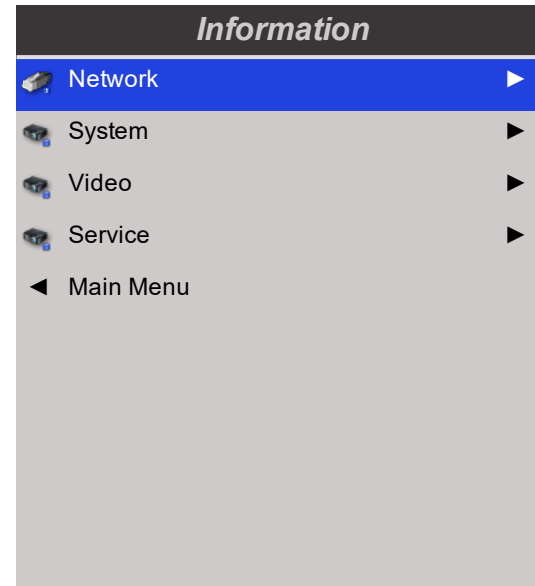 Information
Network
System
Video
Service
Main Menu